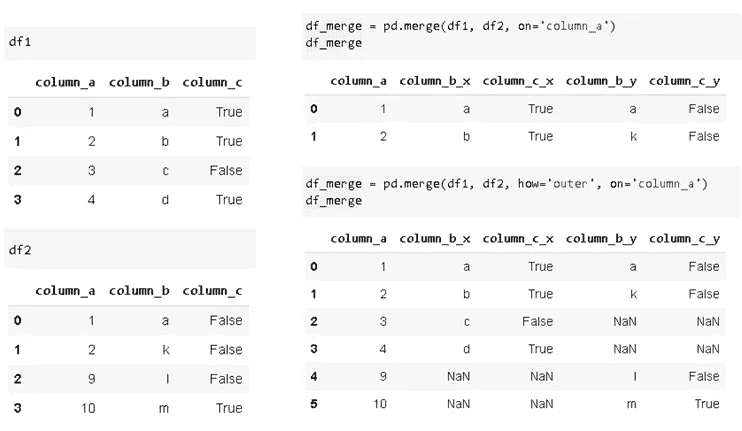 df1
column_a column_b column_c
0 1 a True
1 2 b True
2 3 c False
3 4 d True
df2
column_a column_b column_c
0 1 a False
1 2 k False
2 9 l False
3 10 m True
df_merge = pd.merge(df1, df2, on='column_a')
df_merge
column_a column_b_x column_c_x column_b_y column_c_y
0 1 a True a False
1 2 b True k False
df_merge = pd.merge(df1, df2, how='outer', on='column_a')
df_merge
column_a column_b_x column_c_x column_b_y column_c_y
0 1 a True a False
1 2 b True k False
2 3 c False NaN NaN
3 4 d True NaN NaN
4 9 NaN NaN l False
5 10 NaN NaN m True